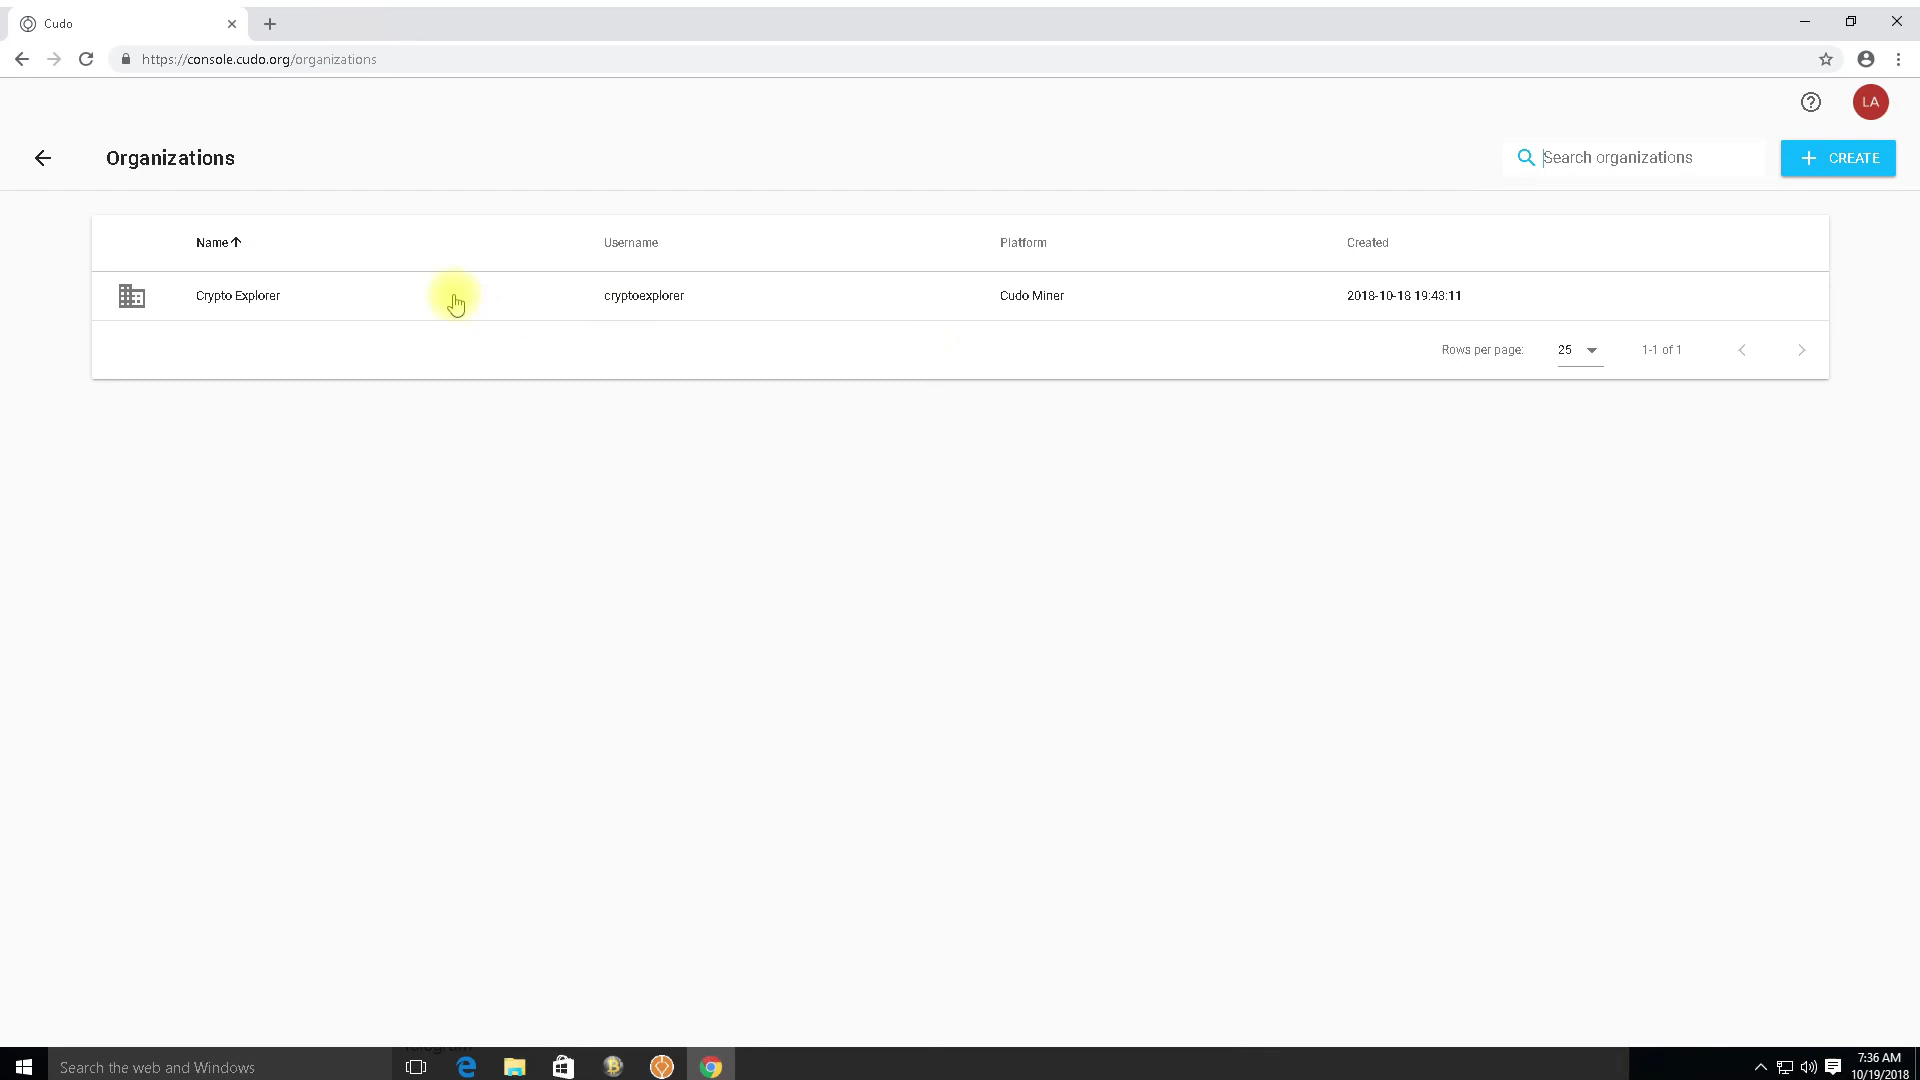 Cudo
https://console.cudo.org/organizations
LA
Organizations
Search organizations
CREATE
Name Username Platform Created
Crypto Explorer cryptoexplorer Cudo Miner 2018-10-18 19:43:11
Rows per page: 25 1-1 of 1
Search the web and Windows
7:36 AM
10/19/2018